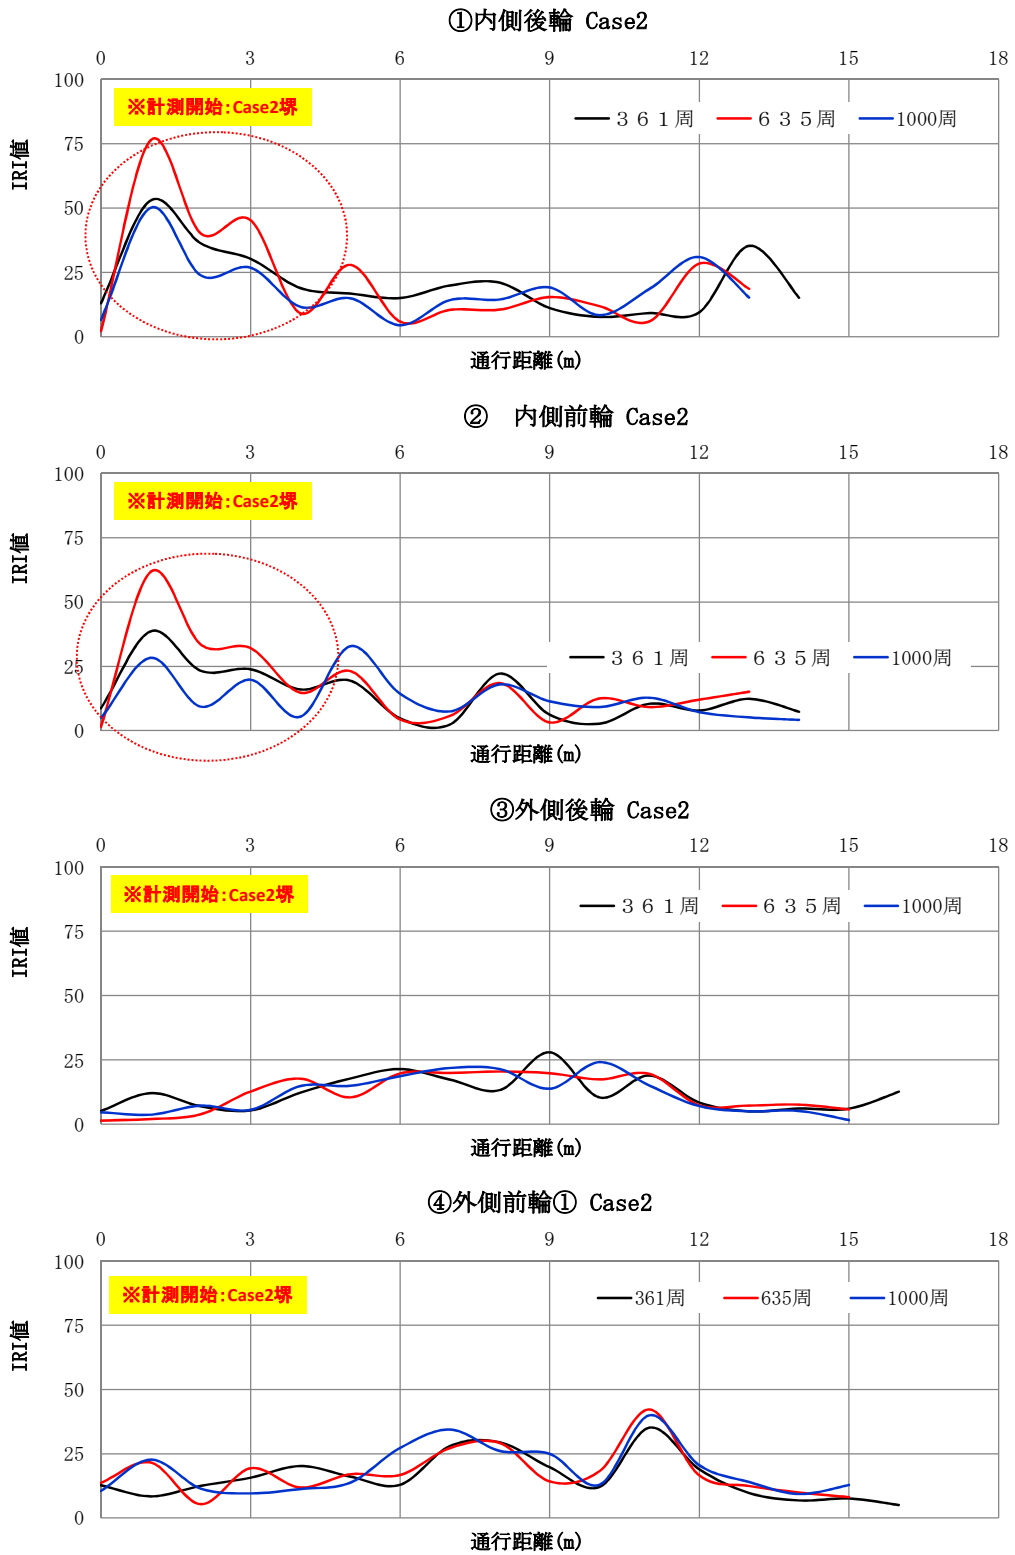 ①内側後輪 Case2
0 3 6 9 12 15 18
100
※計測開始:Case2堺
３６１周 ６３５周 1000周
75
IRI値
50
25
0
通行距離(m)
②　内側前輪 Case2
0 3 6 9 12 15 18
100
※計測開始:Case2堺
75
IRI値
50
25
３６１周 ６３５周 1000周
0
通行距離(m)
③外側後輪 Case2
0 3 6 9 12 15 18
100
※計測開始:Case2堺
３６１周 ６３５周 1000周
75
IRI値
50
25
0
通行距離(m)
④外側前輪① Case2
0 3 6 9 12 15 18
100
※計測開始:Case2堺
361周 635周 1000周
75
IRI値
50
25
0
通行距離(m)